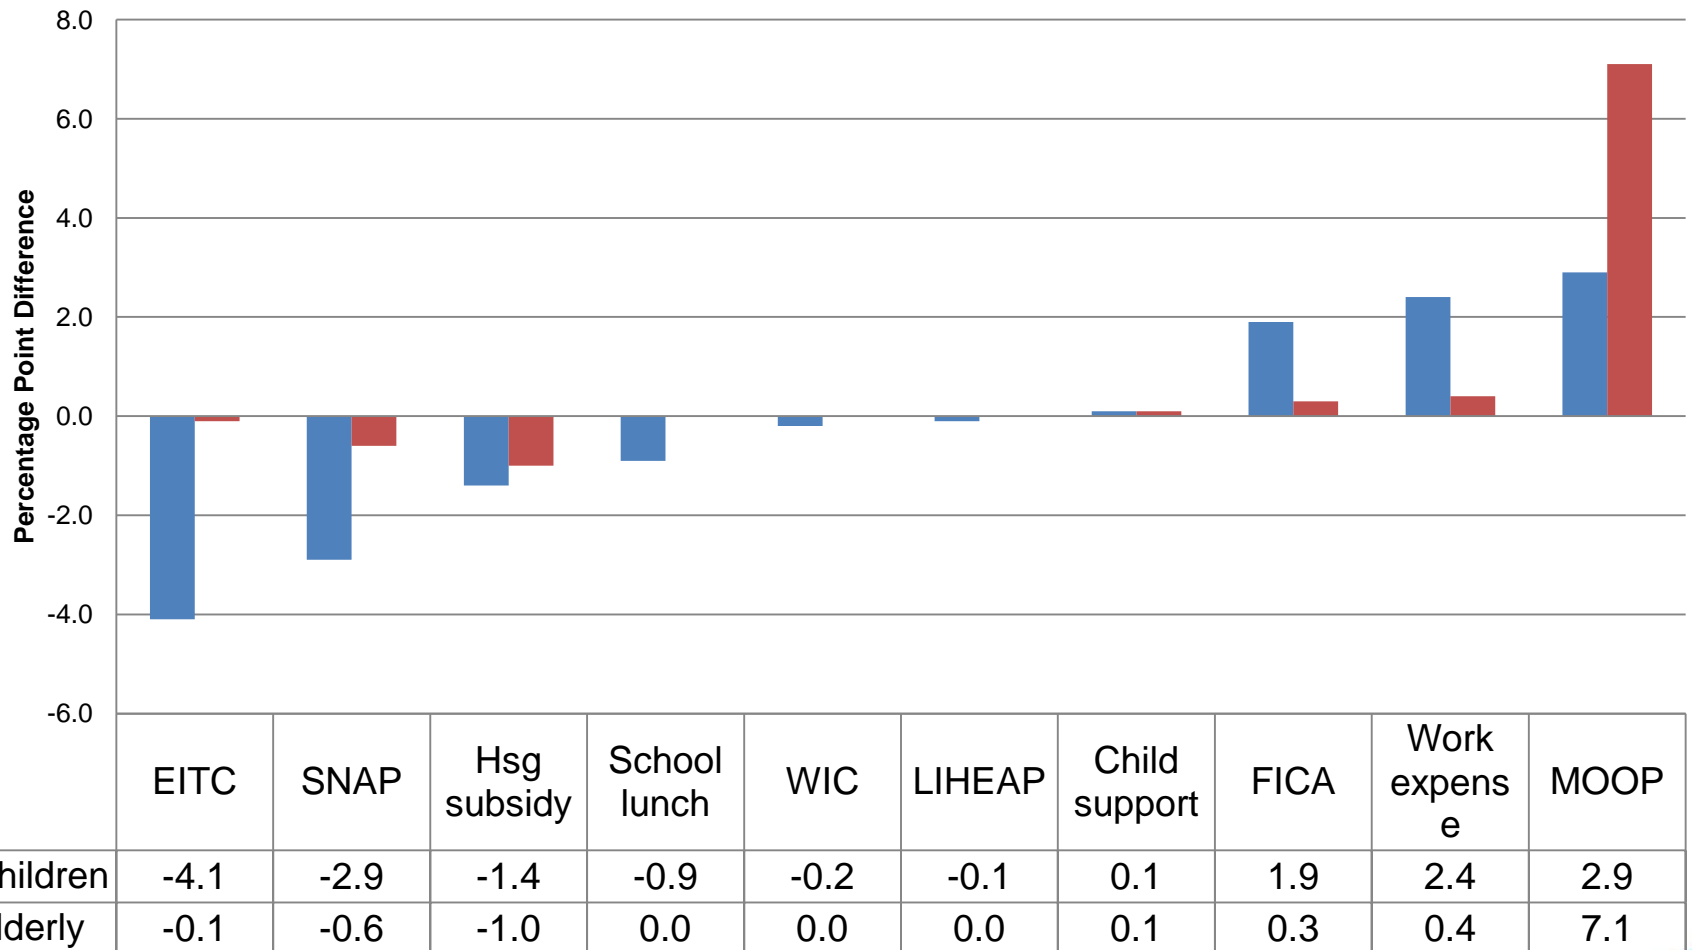 8.0
6.0
4.0
2.0
0.0
-2.0
-4.0
-6.0
Percentage Point Difference
EITC SNAP Hsg subsidy School lunch WIC LIHEAP Child support FICA Work expens e MOOP
hildren -4.1 -2.9 -1.4 -0.9 -0.2 -0.1 0.1 1.9 2.4 2.9
lderly -0.1 -0.6 -1.0 0.0 0.0 0.0 0.1 0.3 0.4 7.1